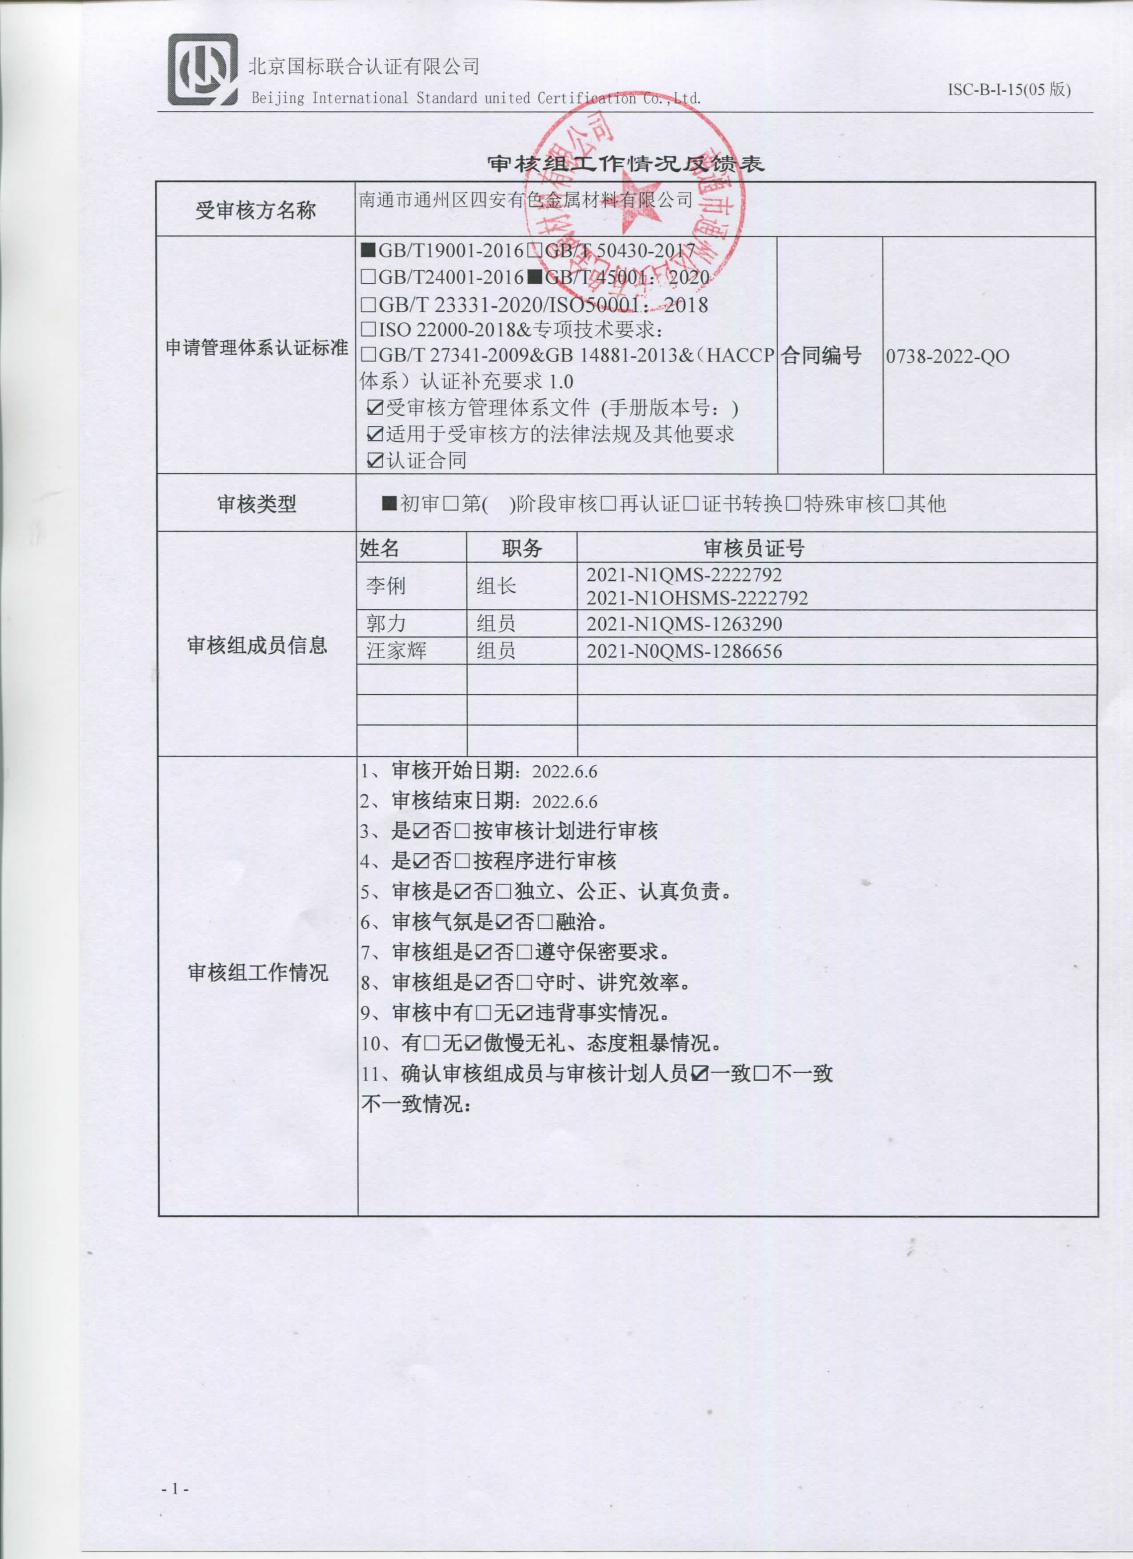 北京国标联合认证有限公司
Beijing International Standard united Certification Co.,Ltd.
ISC-B-I-15(05 版)
审核组工作情况反馈表
受审核方名称
南通市通州区四安有色金属材料有限公司
申请管理体系认证标准
■GB/T19001-2016□GB/T 50430-2017
□GB/T24001-2016■GB/T 45001：2020
□GB/T 23331-2020/ISO50001：2018
□ISO 22000-2018&专项技术要求:
□GB/T 27341-2009&GB 14881-2013&（HACCP
体系）认证补充要求 1.0
☑受审核方管理体系文件 (手册版本号：)
☑适用于受审核方的法律法规及其他要求
☑认证合同
合同编号
0738-2022-QO
审核类型
■初审□第( )阶段审核□再认证□证书转换□特殊审核□其他
审核组成员信息
姓名 职务 审核员证号
李俐 组长 2021-N1QMS-2222792
2021-N1OHSMS-2222792
郭力 组员 2021-N1QMS-1263290
汪家辉 组员 2021-N0QMS-1286656
审核组工作情况
1、审核开始日期：2022.6.6
2、审核结束日期：2022.6.6
3、是☑否□按审核计划进行审核
4、是☑否□按程序进行审核
5、审核是☑否□独立、公正、认真负责。
6、审核气氛是☑否□融洽。
7、审核组是☑否□遵守保密要求。
8、审核组是☑否□守时、讲究效率。
9、审核中有□无☑违背事实情况。
10、有□无☑傲慢无礼、态度粗暴情况。
11、确认审核组成员与审核计划人员☑一致□不一致
不一致情况：
- 1 -